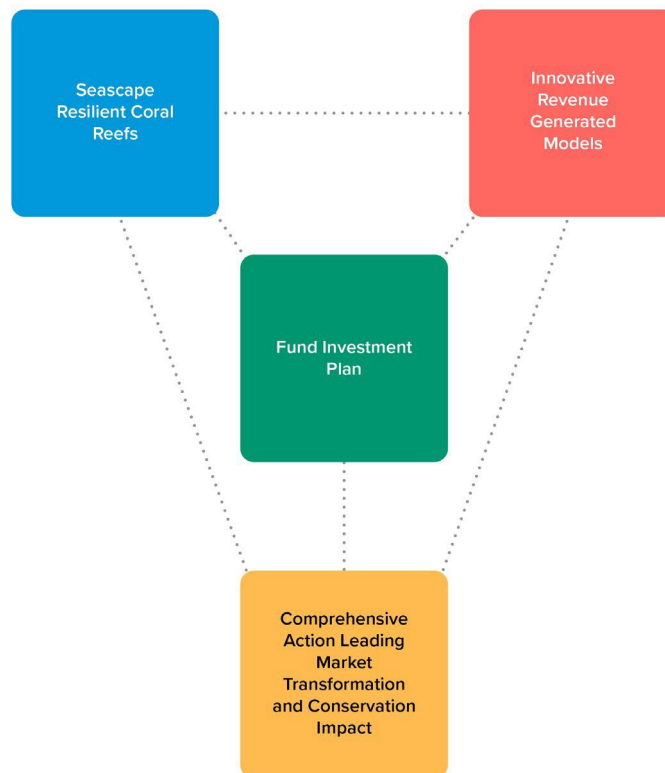 Seascape
Resilient Coral
Reefs
Innovative
Revenue
Generated
Models
Fund Investment
Plan
Comprehensive
Action Leading
Market
Transformation
and Conservation
Impact